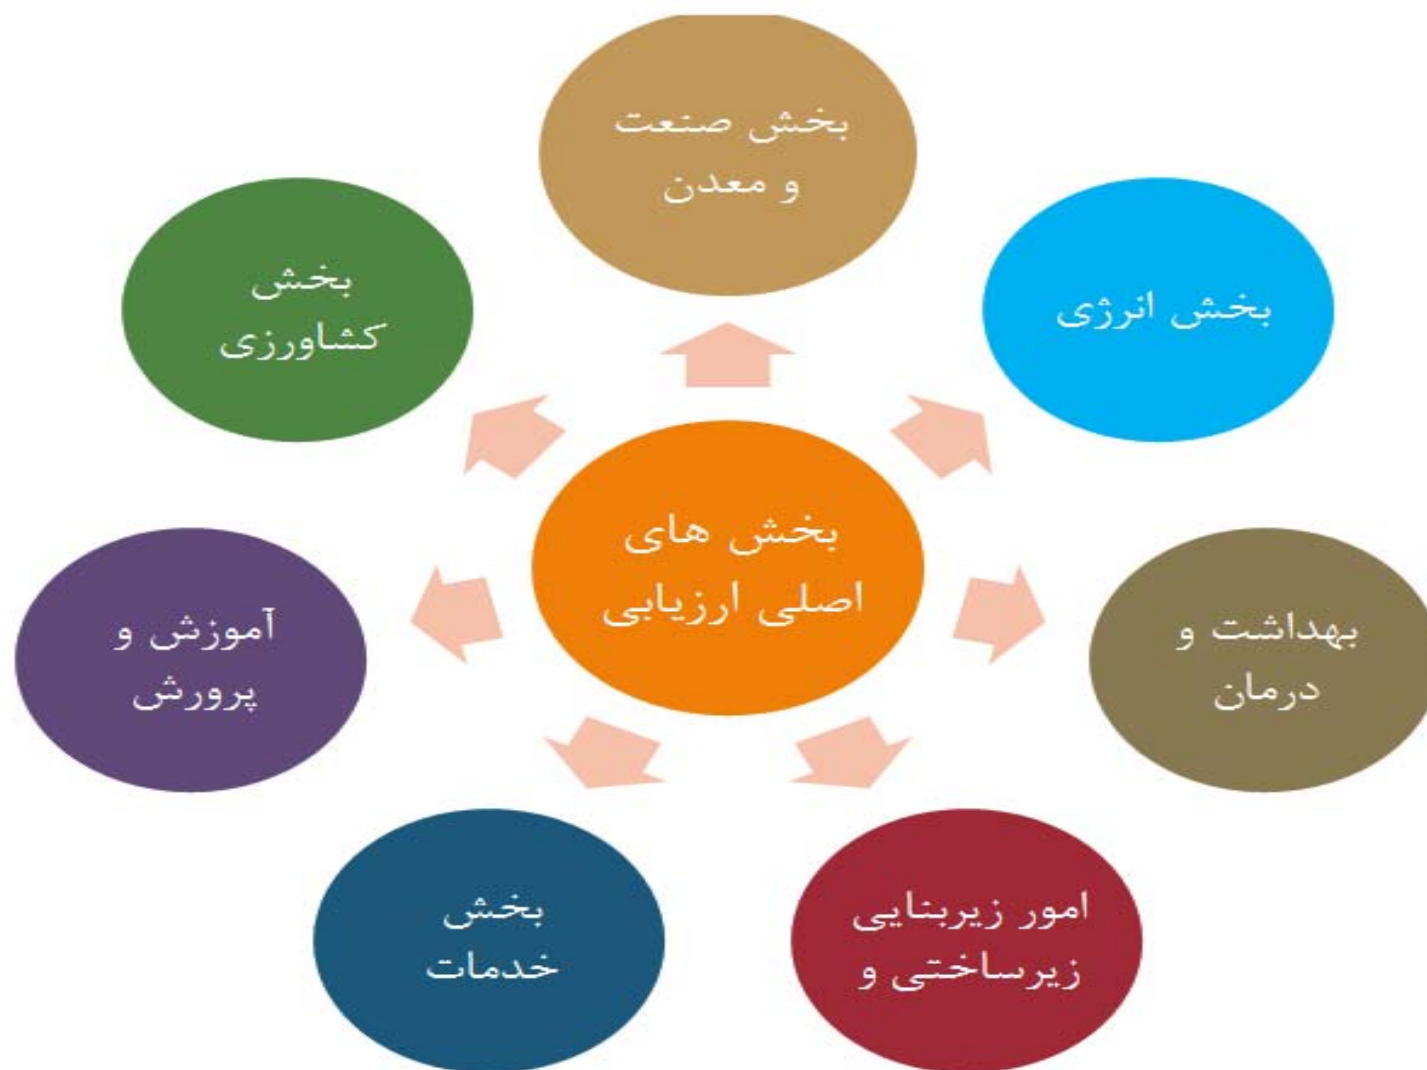 بخش صنعت
و معدن
بخش انرژی
بهداشت و
درمان
امور زیربنایی
زیرساختی و
بخش
خدمات
آموزش و
پرورش
بخش
کشاورزی
بخش های
اصلی ارزیابی